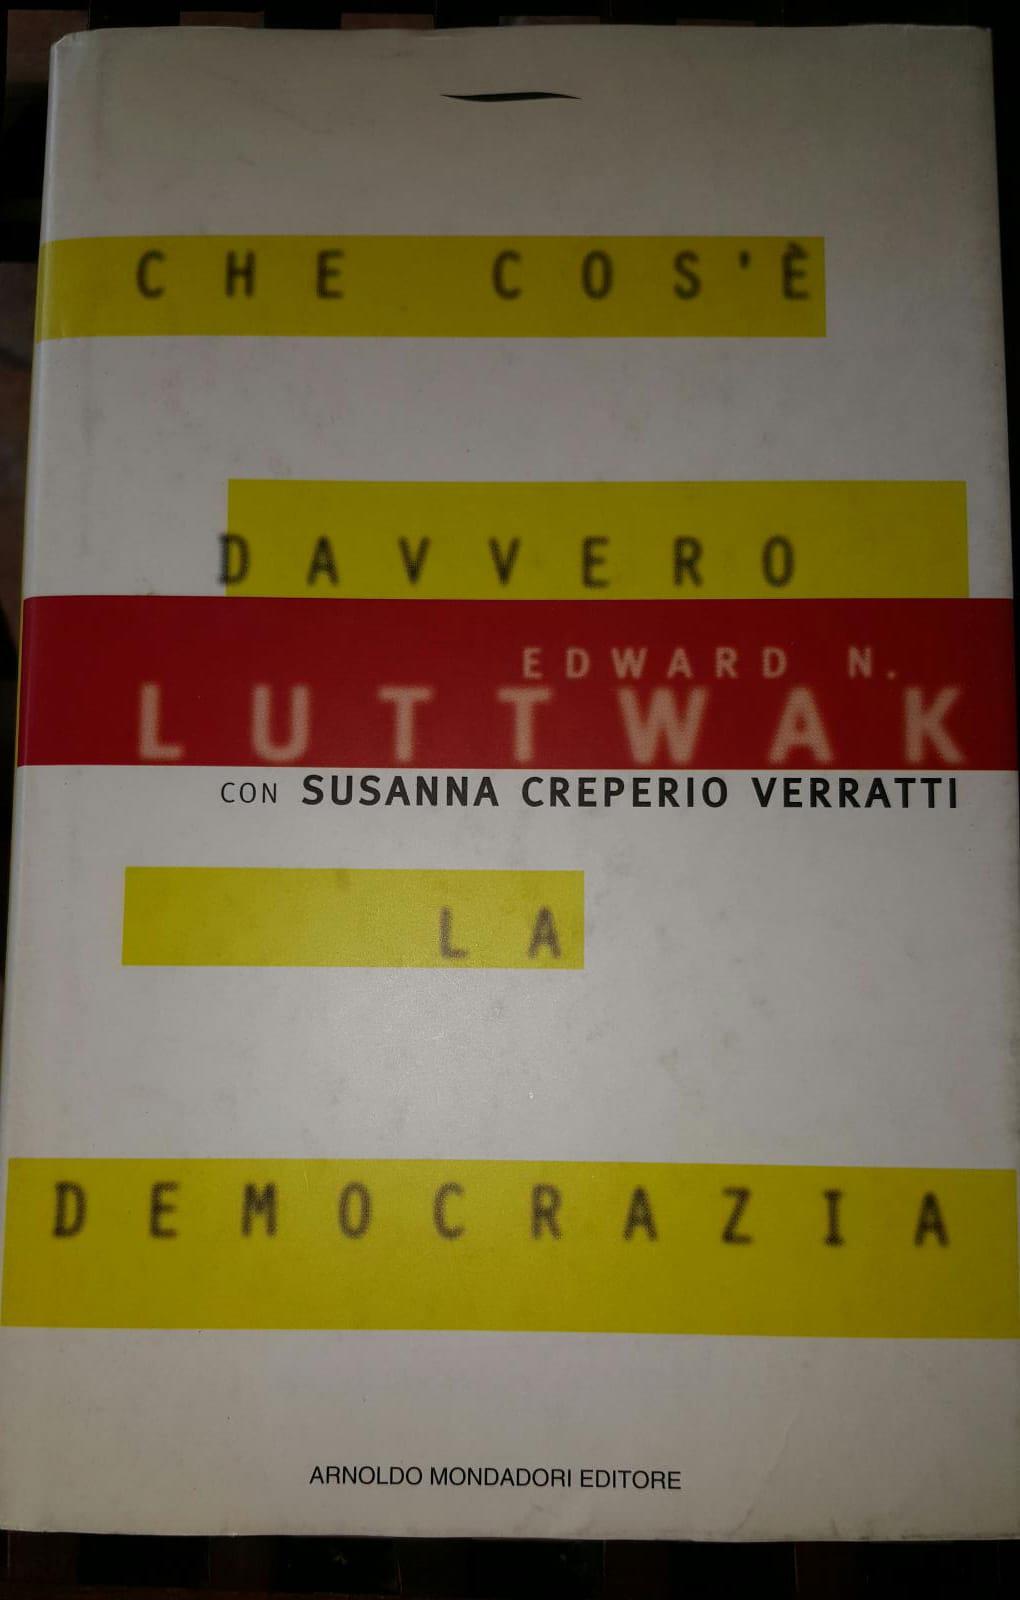 CHE COS'È
DAVVERO
EDWARD N.
LUTTWAK
CON SUSANNA CREPERIO VERRATTI
LA
DEMOCRAZIA
ARNOLDO MONDADORI EDITORE